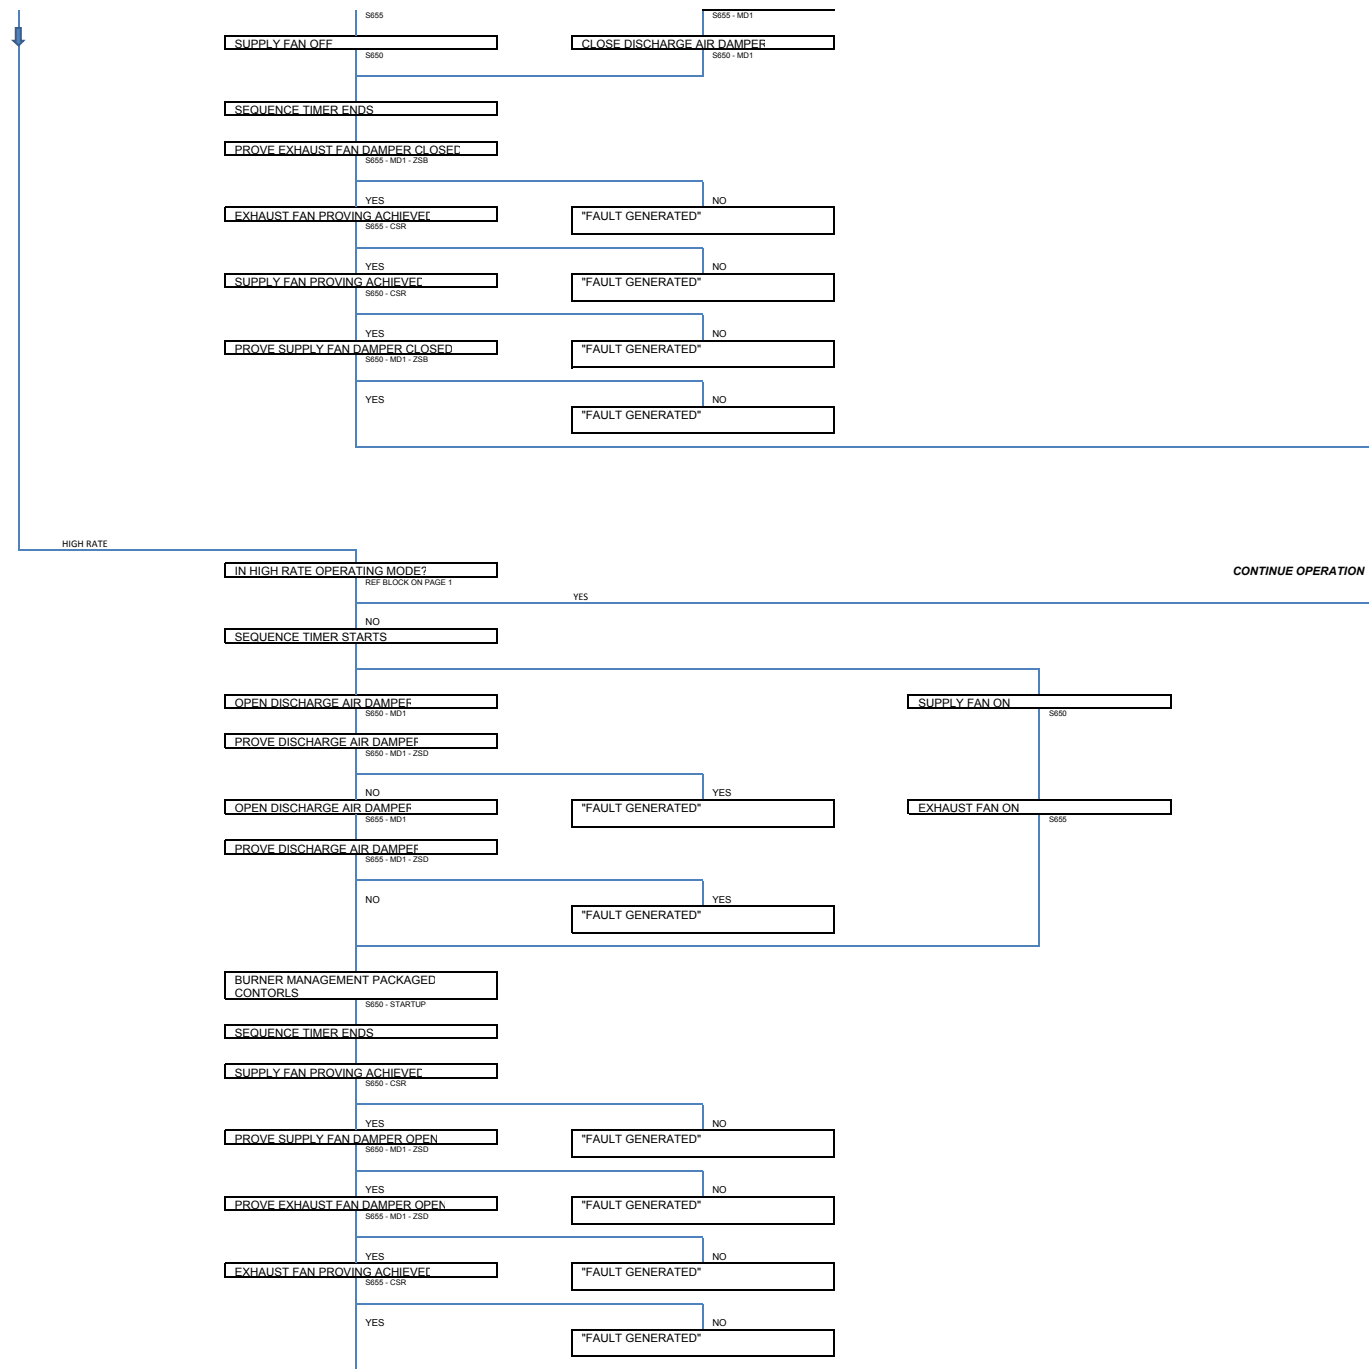 S655
S655 - MD1
SUPPLY FAN OFF
CLOSE DISCHARGE AIR DAMPER
S650
S650 - MD1
SEQUENCE TIMER ENDS
PROVE EXHAUST FAN DAMPER CLOSED
S655 - MD1 - ZSB
YES
NO
EXHAUST FAN PROVING ACHIEVED
"FAULT GENERATED"
S655 - CSR
YES
NO
SUPPLY FAN PROVING ACHIEVED
"FAULT GENERATED"
S650 - CSR
YES
NO
PROVE SUPPLY FAN DAMPER CLOSED
"FAULT GENERATED"
S650 - MD1 - ZSB
YES
NO
"FAULT GENERATED"
HIGH RATE
IN HIGH RATE OPERATING MODE?
CONTINUE OPERATION
REF BLOCK ON PAGE 1
YES
NO
SEQUENCE TIMER STARTS
OPEN DISCHARGE AIR DAMPER
SUPPLY FAN ON
S650 - MD1
S650
PROVE DISCHARGE AIR DAMPER
S650 - MD1 - ZSD
NO
YES
OPEN DISCHARGE AIR DAMPER
"FAULT GENERATED"
EXHAUST FAN ON
S655 - MD1
S655
PROVE DISCHARGE AIR DAMPER
S655 - MD1 - ZSD
NO
YES
"FAULT GENERATED"
BURNER MANAGEMENT PACKAGED
CONTORLS
S650 - STARTUP
SEQUENCE TIMER ENDS
SUPPLY FAN PROVING ACHIEVED
S650 - CSR
YES
NO
PROVE SUPPLY FAN DAMPER OPEN
"FAULT GENERATED"
S650 - MD1 - ZSD
YES
NO
PROVE EXHAUST FAN DAMPER OPEN
"FAULT GENERATED"
S655 - MD1 - ZSD
YES
NO
EXHAUST FAN PROVING ACHIEVED
"FAULT GENERATED"
S655 - CSR
YES
NO
"FAULT GENERATED"